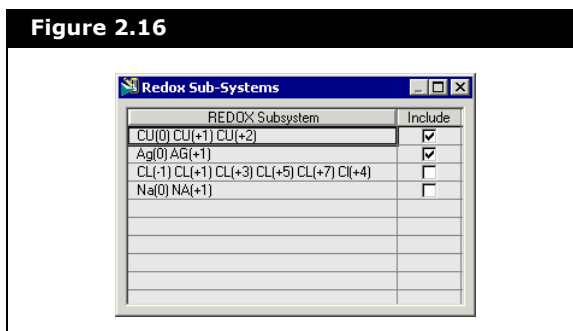 Figure 2.16
Redox Sub-Systems
REDOX Subsystem Include
CU(0) CU(+1) CU(+2)
Ag(0) AG(+1)
CL(-1) CL(+1) CL(+3) CL(+5) CL(+7) Cl(+4)
Na(0) NA(+1)